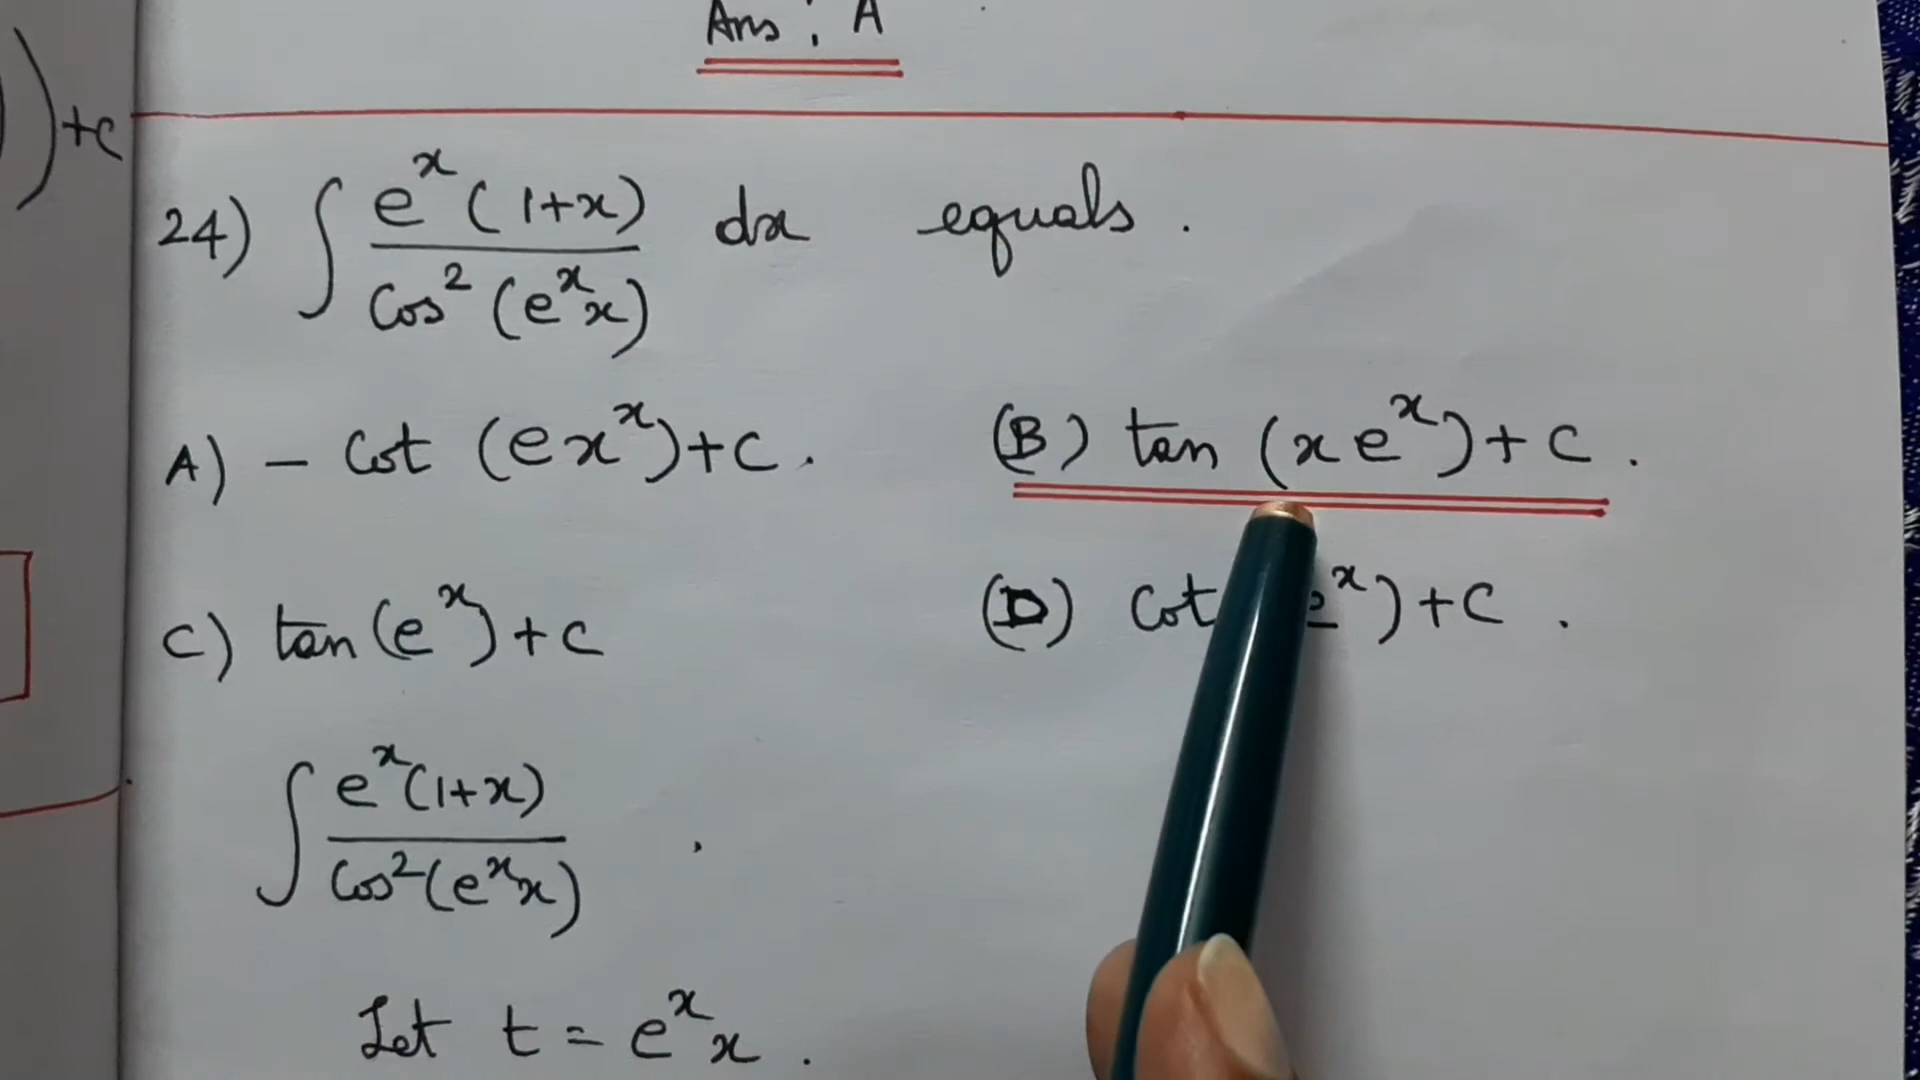 Ans : A
)+c
24) ∫ e^x (1+x) / Cos² (e^x x) dx equals .
A) - Cot (ex^x)+C .
(B) tan (xe^x)+C .
C) tan (e^x)+C
(D) Cot e^x)+C .
∫ e^x(1+x) / Cos²(e^x x) .
Let t = e^x x .